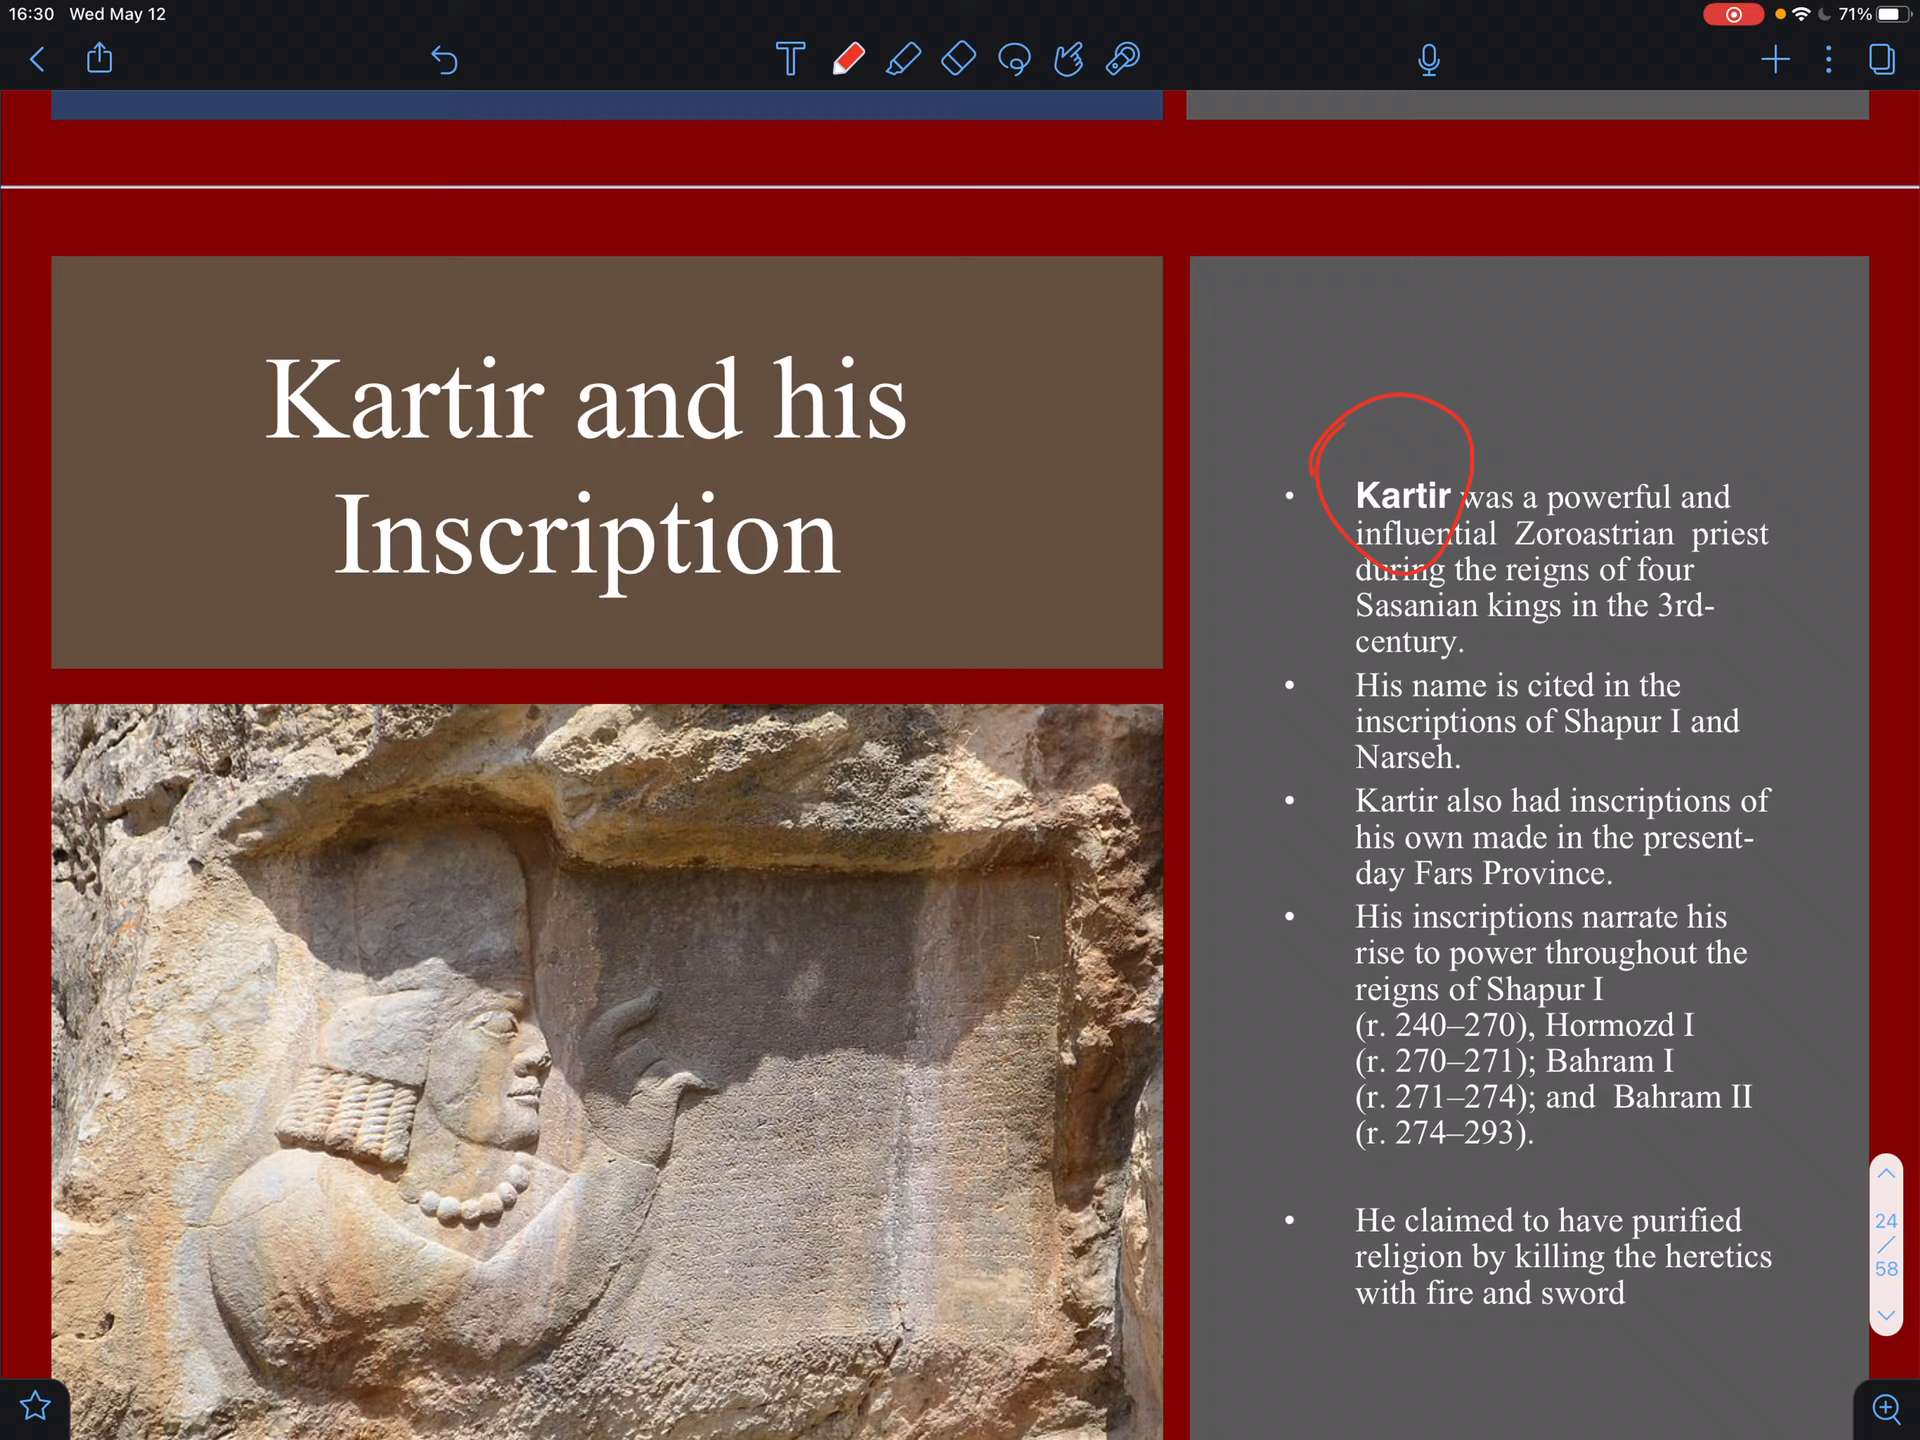 16:30 Wed May 12
71%
Kartir and his
Inscription
• Kartir was a powerful and
influential Zoroastrian priest
during the reigns of four
Sasanian kings in the 3rd-
century.
• His name is cited in the
inscriptions of Shapur I and
Narseh.
• Kartir also had inscriptions of
his own made in the present-
day Fars Province.
• His inscriptions narrate his
rise to power throughout the
reigns of Shapur I
(r. 240–270), Hormozd I
(r. 270–271); Bahram I
(r. 271–274); and Bahram II
(r. 274–293).
• He claimed to have purified
religion by killing the heretics
with fire and sword
24
/
58